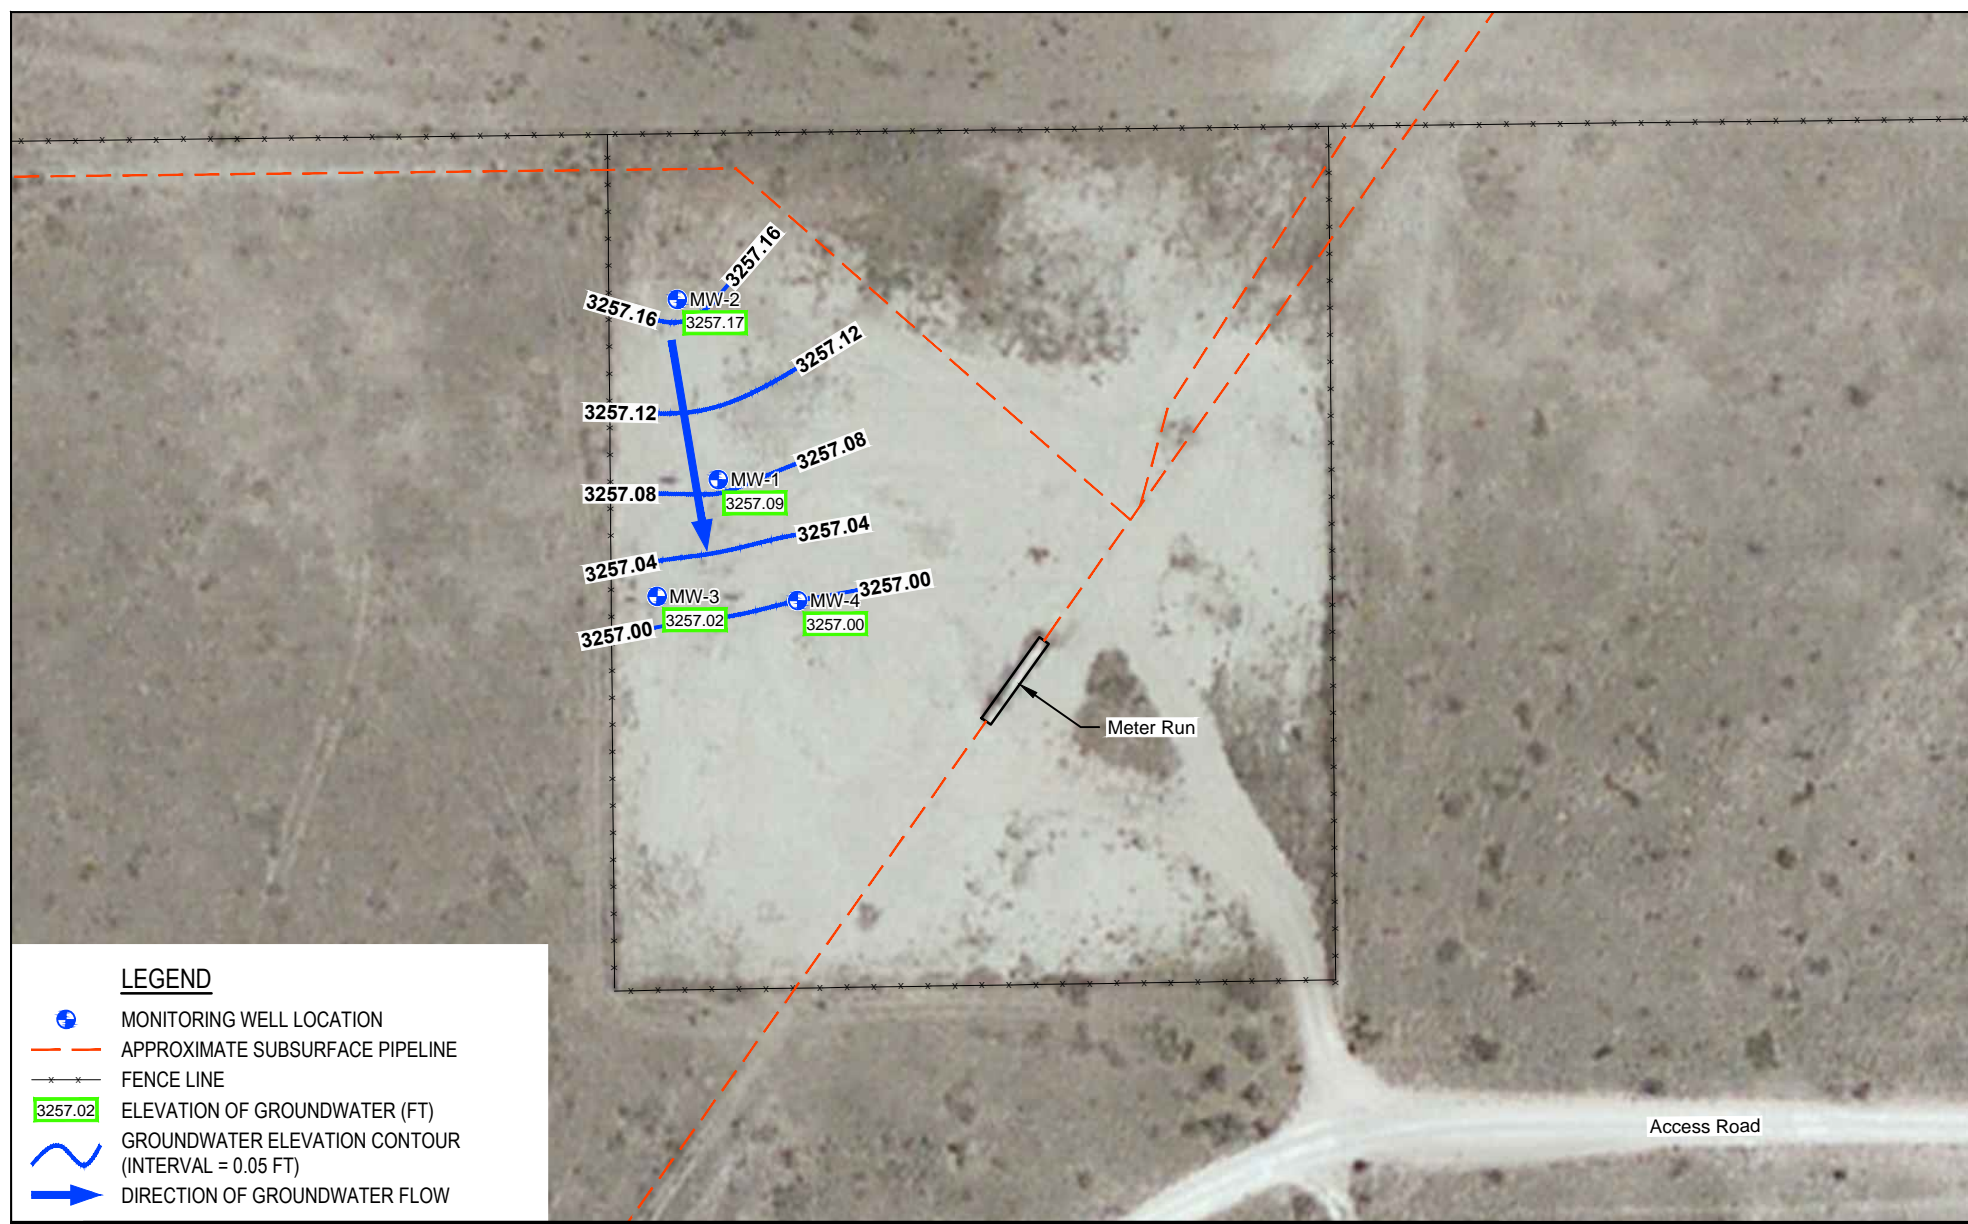 3257.16
3257.16
MW-2
3257.17
3257.12
3257.12
3257.08
3257.08
MW-1
3257.09
3257.04
3257.04
MW-3
3257.02
3257.00
3257.00
MW-4
3257.00
Meter Run
Access Road
LEGEND
MONITORING WELL LOCATION
APPROXIMATE SUBSURFACE PIPELINE
FENCE LINE
3257.02 ELEVATION OF GROUNDWATER (FT)
GROUNDWATER ELEVATION CONTOUR
(INTERVAL = 0.05 FT)
DIRECTION OF GROUNDWATER FLOW